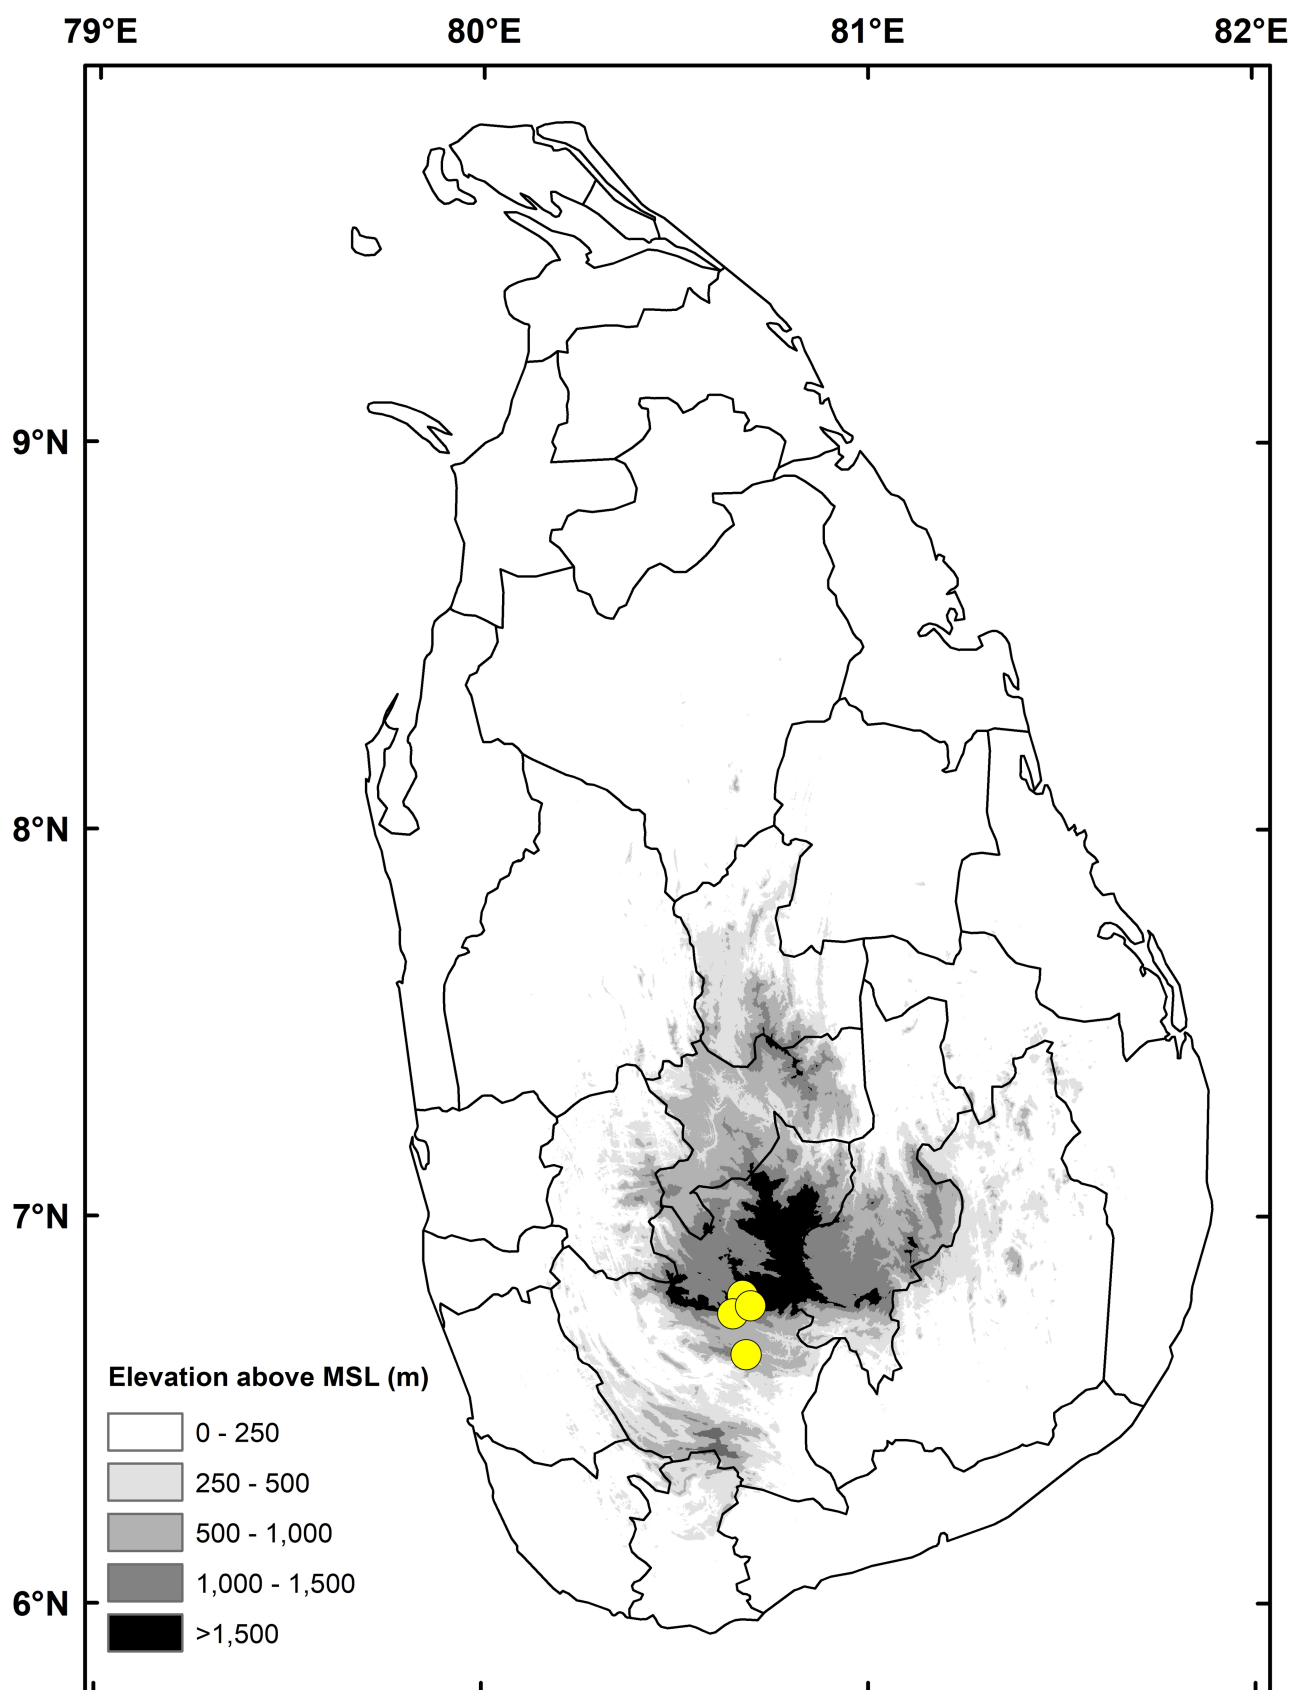 79°E 80°E 81°E 82°E
9°N
8°N
7°N
6°N
Elevation above MSL (m)
0 - 250
250 - 500
500 - 1,000
1,000 - 1,500
>1,500